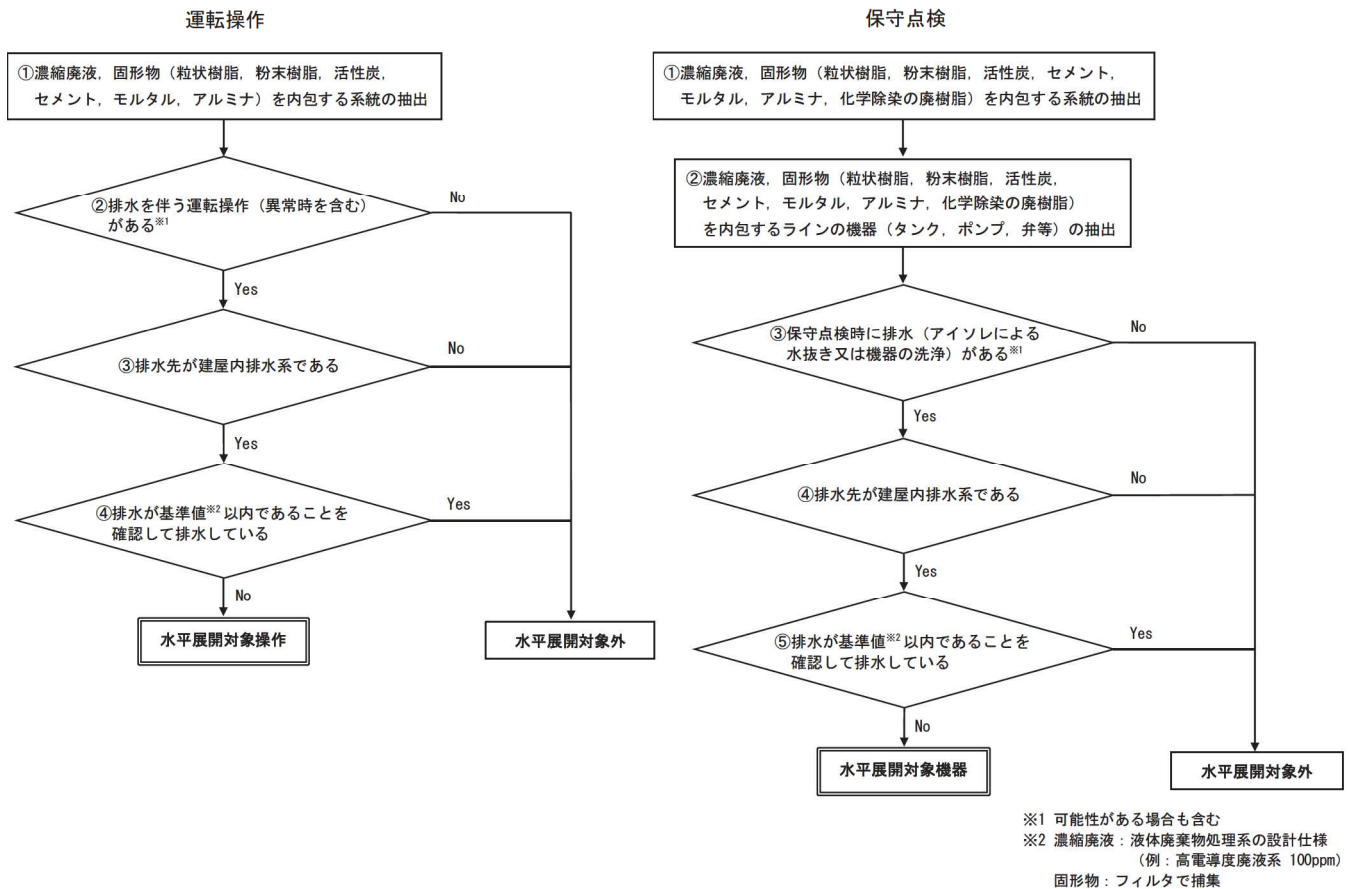 運転操作
①濃縮廃液，固形物（粒状樹脂，粉末樹脂，活性炭，
セメント，モルタル，アルミナ）を内包する系統の抽出
②排水を伴う運転操作（異常時を含む）
がある※1
No
Yes
③排水先が建屋内排水系である
No
Yes
④排水が基準値※2以内であることを
確認して排水している
Yes
No
水平展開対象操作
水平展開対象外
保守点検
①濃縮廃液，固形物（粒状樹脂，粉末樹脂，活性炭，セメント，
モルタル，アルミナ，化学除染の廃樹脂）を内包する系統の抽出
②濃縮廃液，固形物（粒状樹脂，粉末樹脂，活性炭，
セメント，モルタル，アルミナ，化学除染の廃樹脂）
を内包するラインの機器（タンク，ポンプ，弁等）の抽出
③保守点検時に排水（アイソレによる
水抜き又は機器の洗浄）がある※1
No
Yes
④排水先が建屋内排水系である
No
Yes
⑤排水が基準値※2以内であることを
確認して排水している
Yes
No
水平展開対象機器
水平展開対象外
※1 可能性がある場合も含む
※2 濃縮廃液：液体廃棄物処理系の設計仕様
（例：高電導度廃液系 100ppm）
固形物：フィルタで捕集